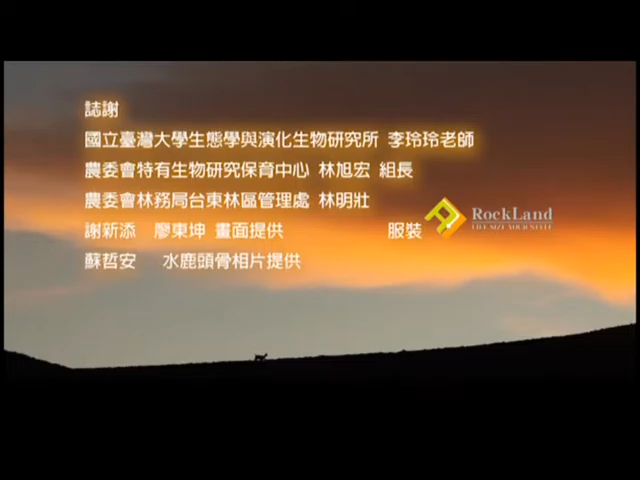 誌謝
國立臺灣大學生態學與演化生物研究所 李玲玲老師
農委會特有生物研究保育中心 林旭宏 組長
農委會林務局台東林區管理處 林明壯
謝新添 廖東坤 畫面提供
服裝 RockLand
LIFE SIZE YOUR STYLE
蘇哲安 水鹿頭骨相片提供